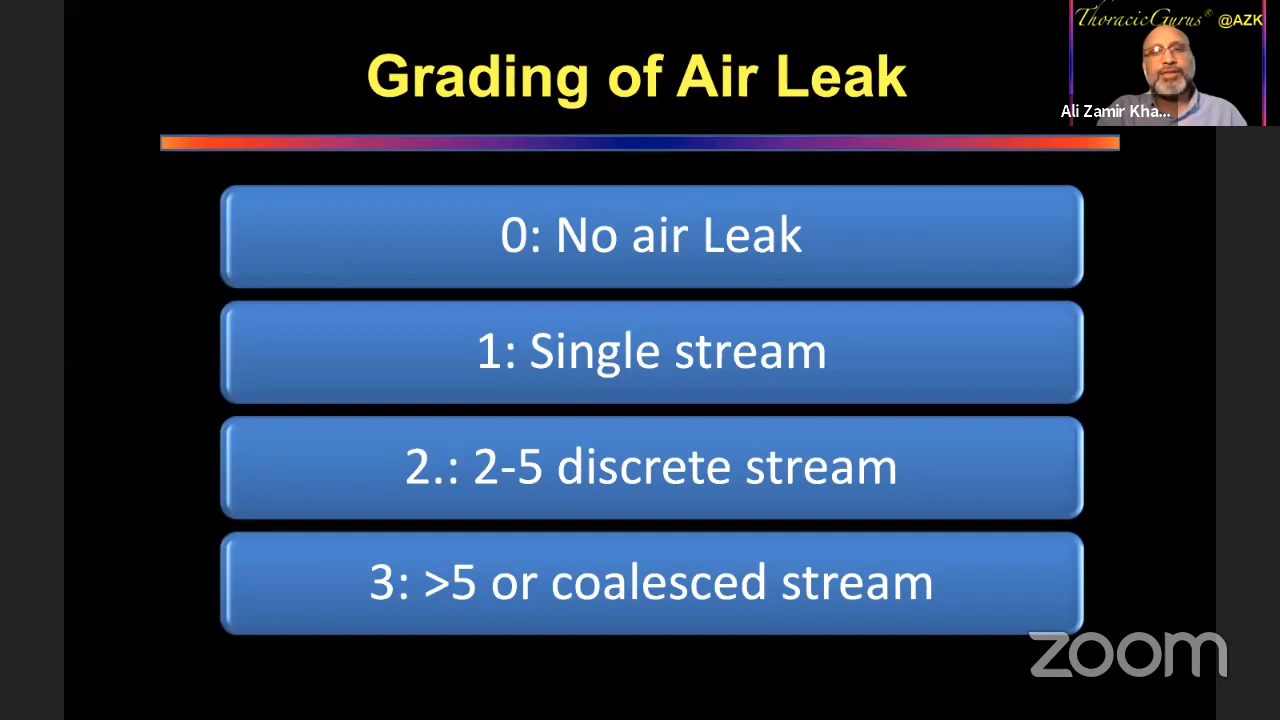 ThoracicGurus® @AZK
Ali Zamir Kha...
Grading of Air Leak
0: No air Leak
1: Single stream
2.: 2-5 discrete stream
3: >5 or coalesced stream
zoom